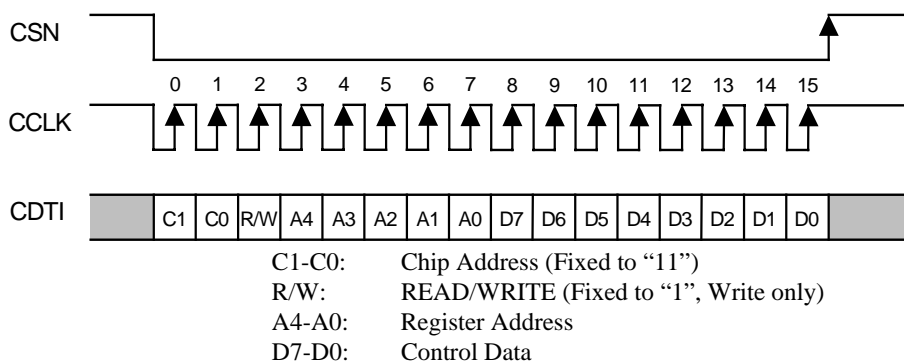 CSN
0 1 2 3 4 5 6 7 8 9 10 11 12 13 14 15
CCLK
CDTI C1 C0 R/W A4 A3 A2 A1 A0 D7 D6 D5 D4 D3 D2 D1 D0
C1-C0: Chip Address (Fixed to “11”)
R/W: READ/WRITE (Fixed to “1”, Write only)
A4-A0: Register Address
D7-D0: Control Data